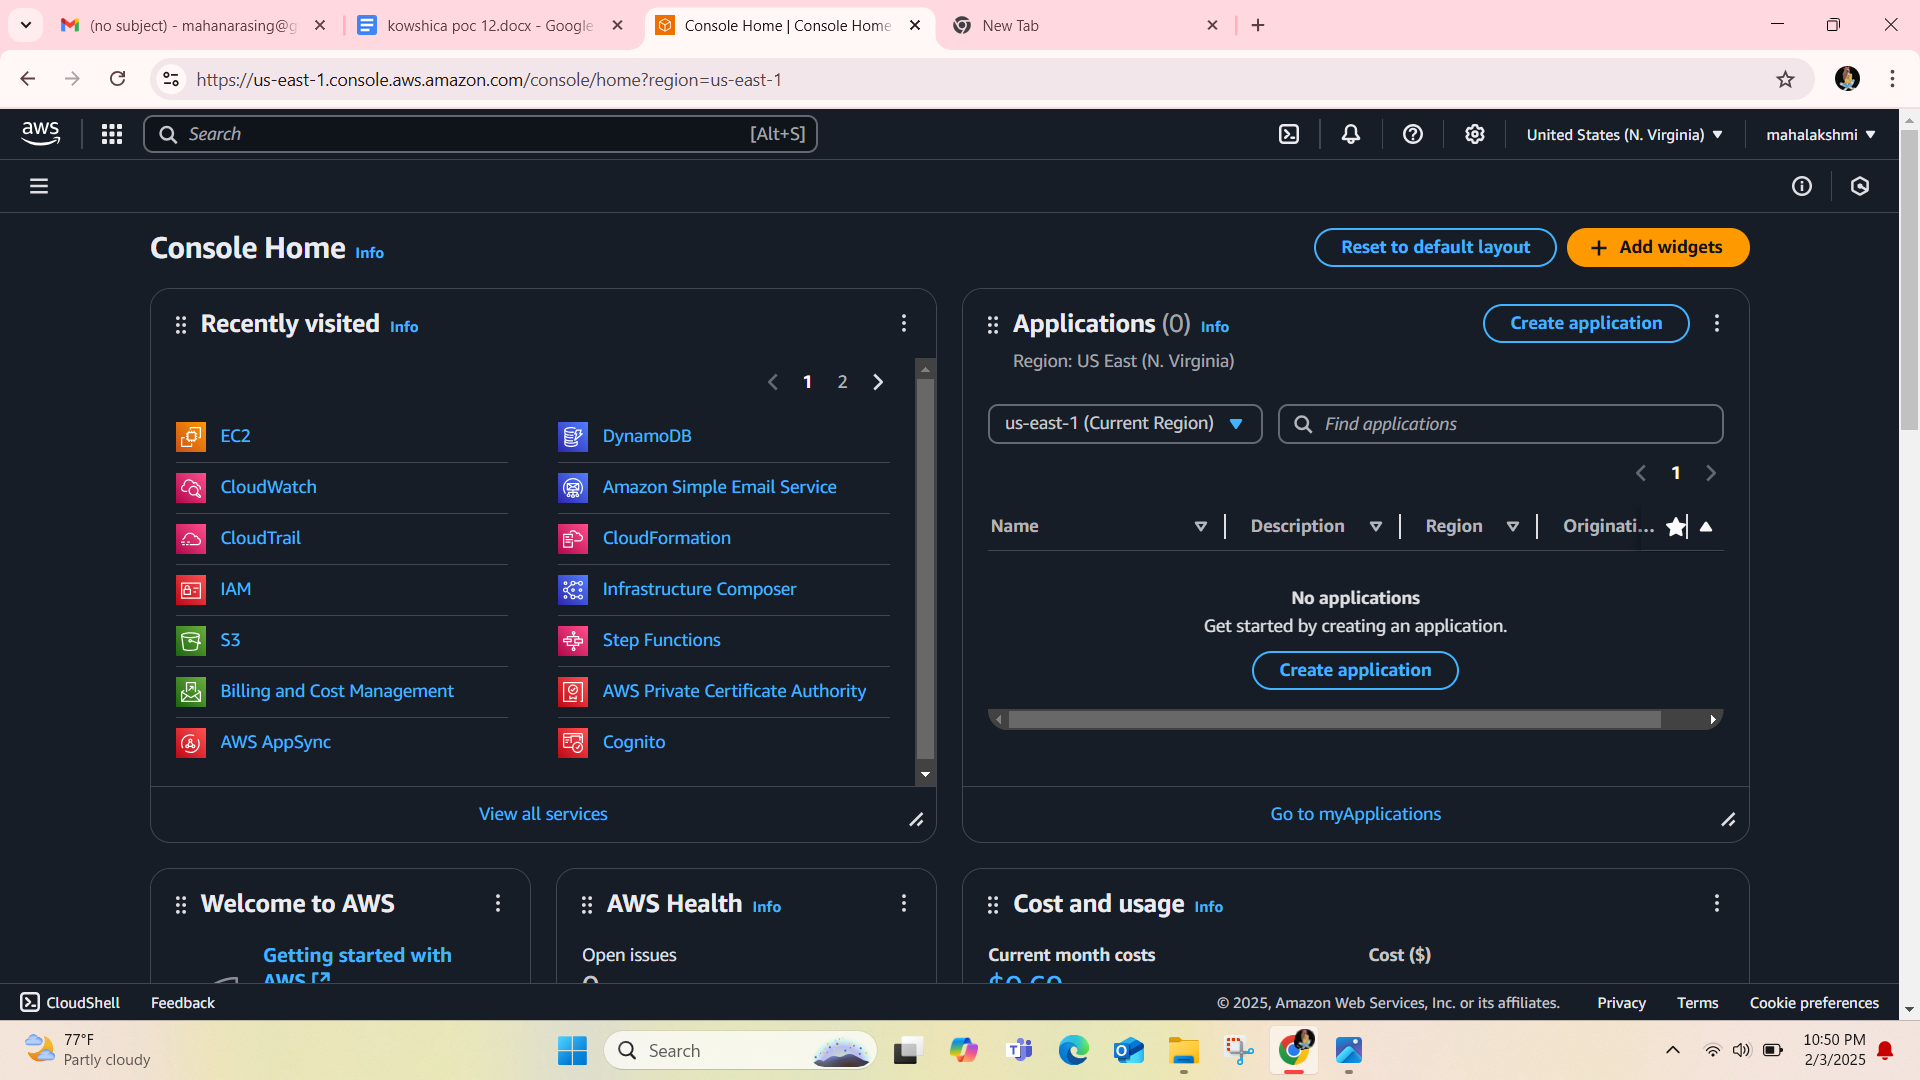 (no subject) - mahanarasing@g
kowshica poc 12.docx - Google
Console Home | Console Home
New Tab
https://us-east-1.console.aws.amazon.com/console/home?region=us-east-1
aws
Search
[Alt+S]
United States (N. Virginia)
mahalakshmi
Console Home Info
Reset to default layout
+ Add widgets
Recently visited Info
1 2
EC2
CloudWatch
CloudTrail
IAM
S3
Billing and Cost Management
AWS AppSync
DynamoDB
Amazon Simple Email Service
CloudFormation
Infrastructure Composer
Step Functions
AWS Private Certificate Authority
Cognito
View all services
Applications (0) Info
Create application
Region: US East (N. Virginia)
us-east-1 (Current Region)
Find applications
1
Name
Description
Region
Originati...
No applications
Get started by creating an application.
Create application
Go to myApplications
Welcome to AWS
Getting started with
AWS
AWS Health Info
Open issues
0
Cost and usage Info
Current month costs
Cost ($)
CloudShell
Feedback
© 2025, Amazon Web Services, Inc. or its affiliates.
Privacy
Terms
Cookie preferences
77°F
Partly cloudy
Search
10:50 PM
2/3/2025